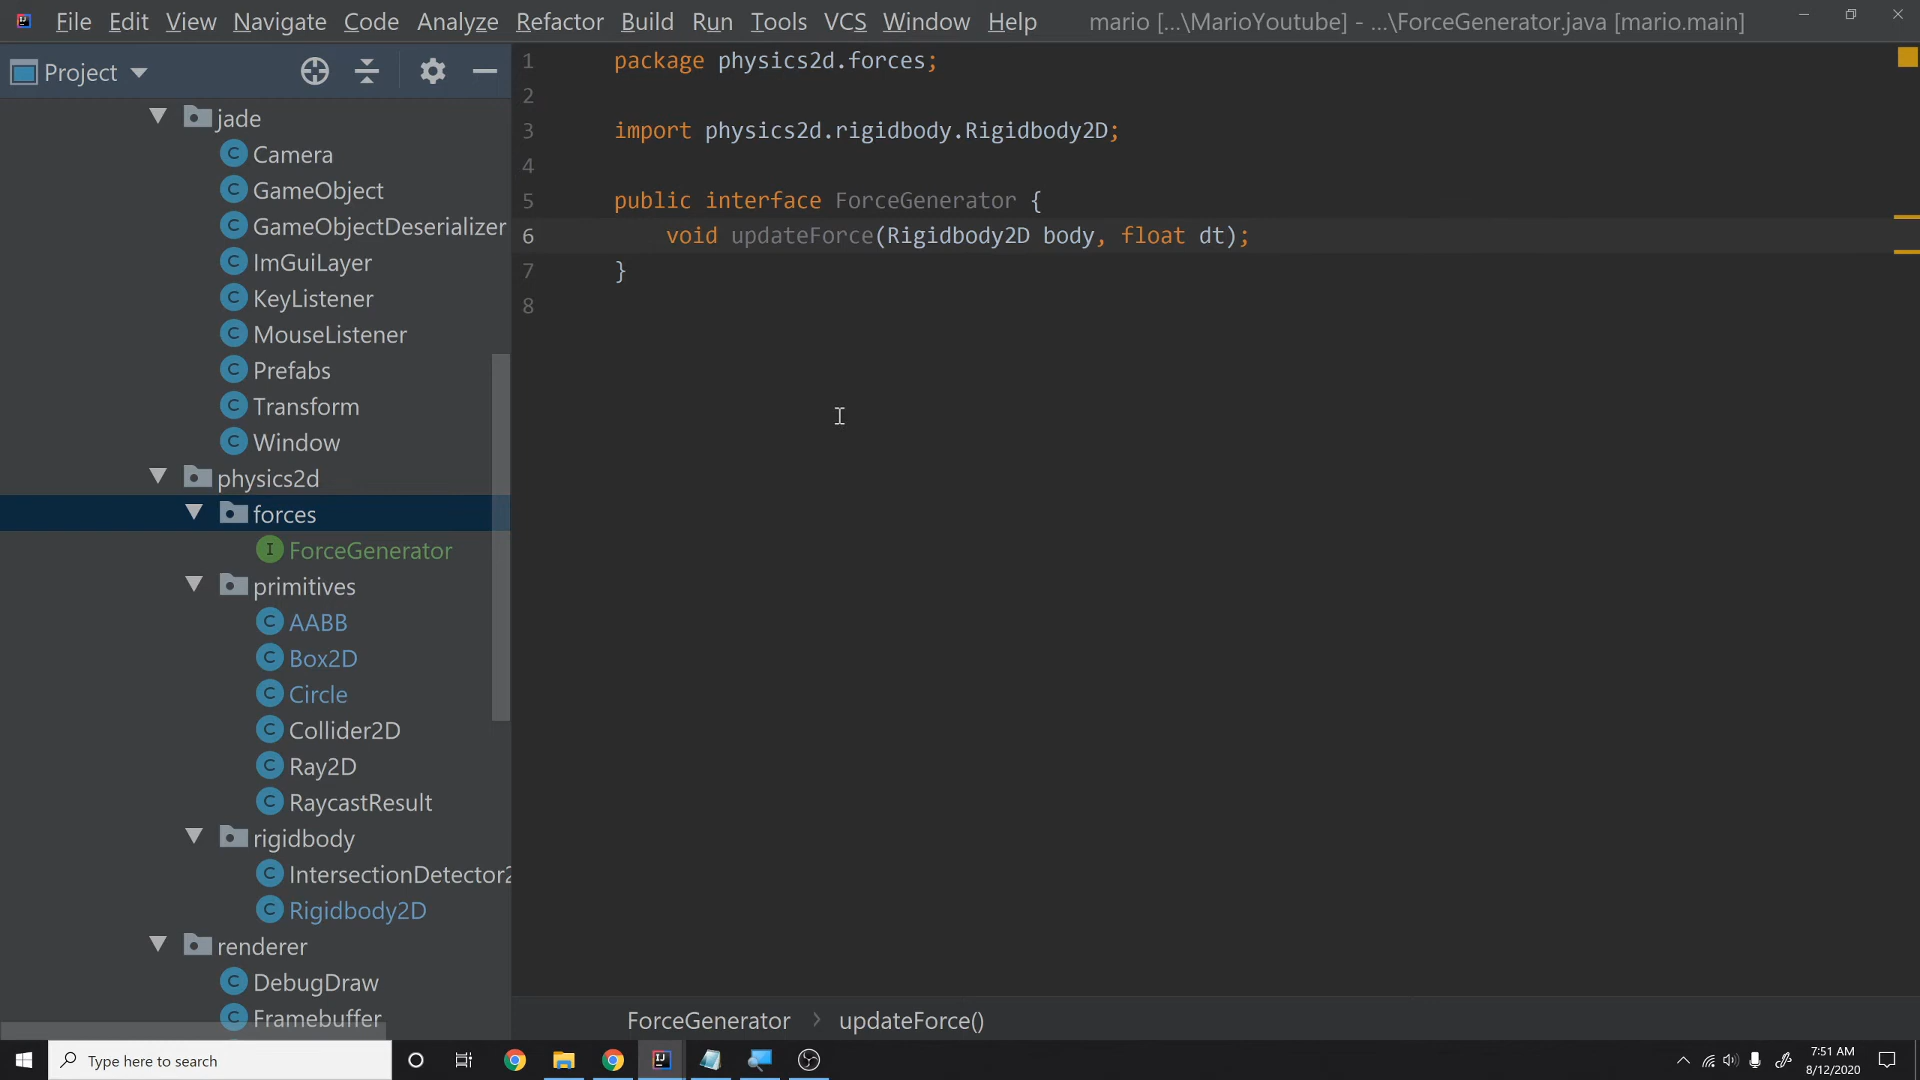 File Edit View Navigate Code Analyze Refactor Build Run Tools VCS Window Help mario [...\MarioYoutube] - ...\ForceGenerator.java [mario.main]
Project
jade
Camera
GameObject
GameObjectDeserializer
ImGuiLayer
KeyListener
MouseListener
Prefabs
Transform
Window
physics2d
forces
ForceGenerator
primitives
AABB
Box2D
Circle
Collider2D
Ray2D
RaycastResult
rigidbody
IntersectionDetector2
Rigidbody2D
renderer
DebugDraw
Framebuffer
1 package physics2d.forces;
2
3 import physics2d.rigidbody.Rigidbody2D;
4
5 public interface ForceGenerator {
6 void updateForce(Rigidbody2D body, float dt);
7 }
8
ForceGenerator > updateForce()
Type here to search
7:51 AM
8/12/2020